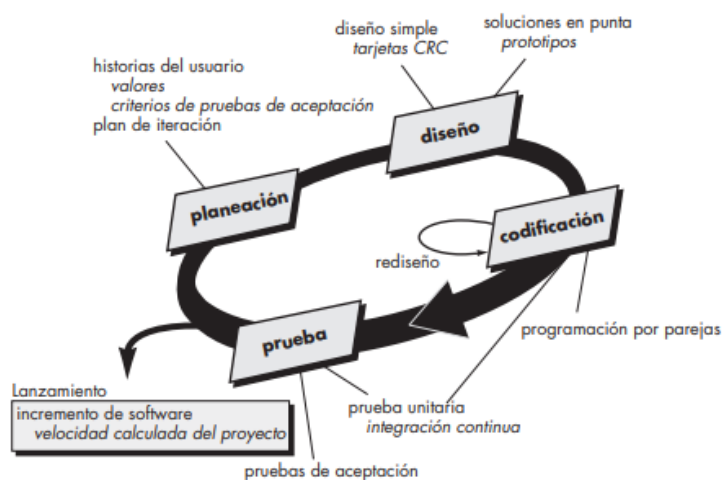 diseño simple
tarjetas CRC
soluciones en punta
prototipos
historias del usuario
valores
criterios de pruebas de aceptación
plan de iteración
diseño
planeación
codificación
rediseño
prueba
programación por parejas
Lanzamiento
incremento de software
velocidad calculada del proyecto
prueba unitaria
integración continua
pruebas de aceptación